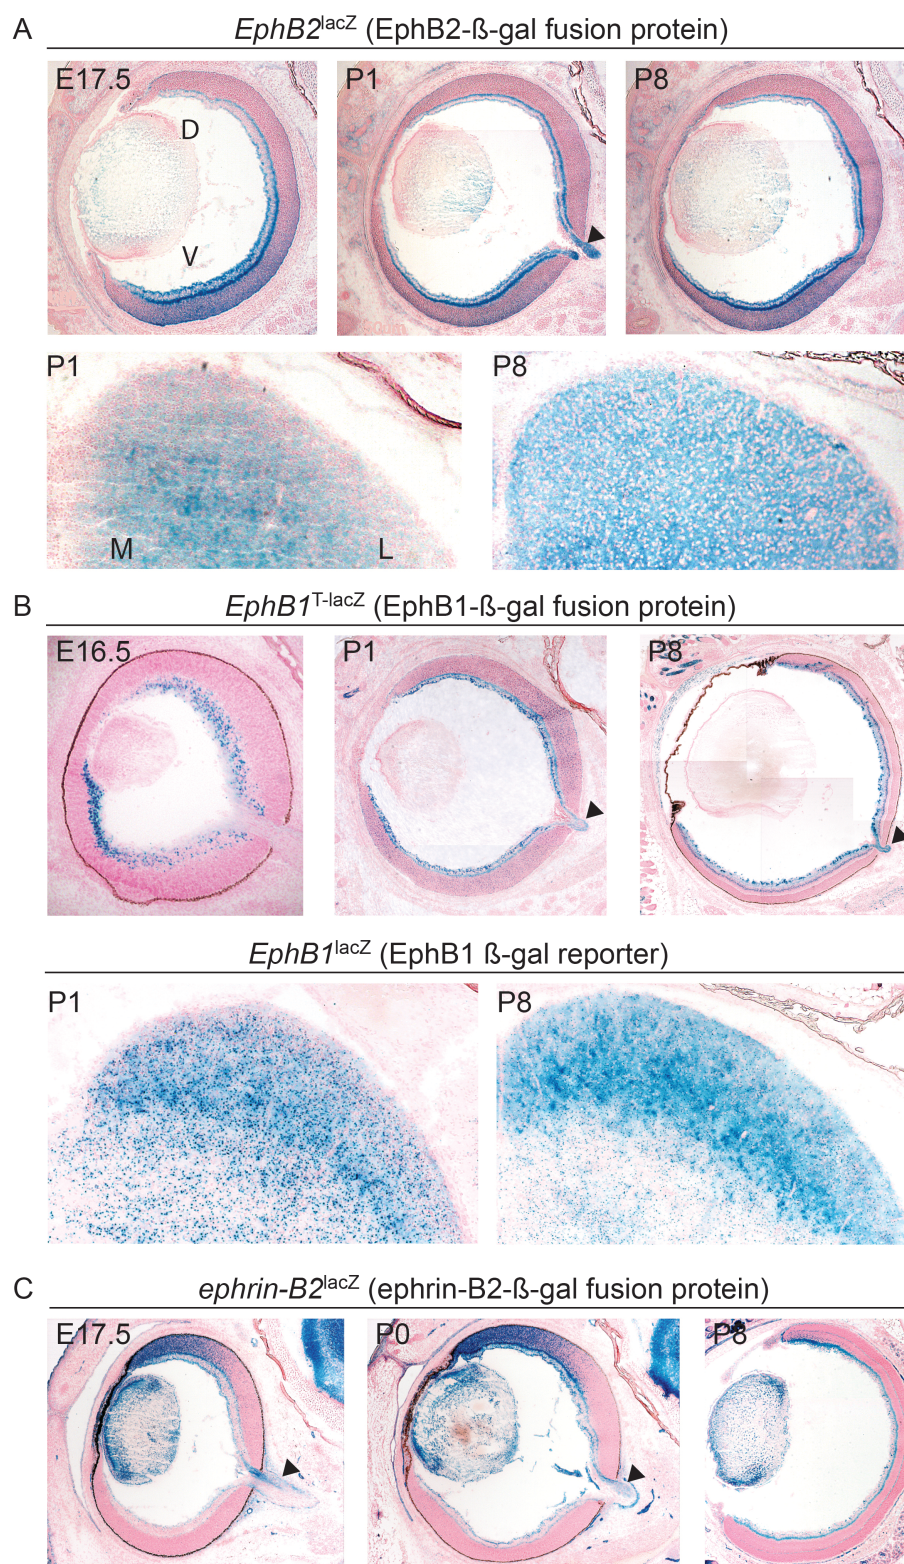 A
EphB2lacZ (EphB2-ß-gal fusion protein)
E17.5
P1
P8
D
V
P1
P8
M
L
B
EphB1T-lacZ (EphB1-ß-gal fusion protein)
E16.5
P1
P8
EphB1lacZ (EphB1 ß-gal reporter)
P1
P8
C
ephrin-B2lacZ (ephrin-B2-ß-gal fusion protein)
E17.5
P0
P8